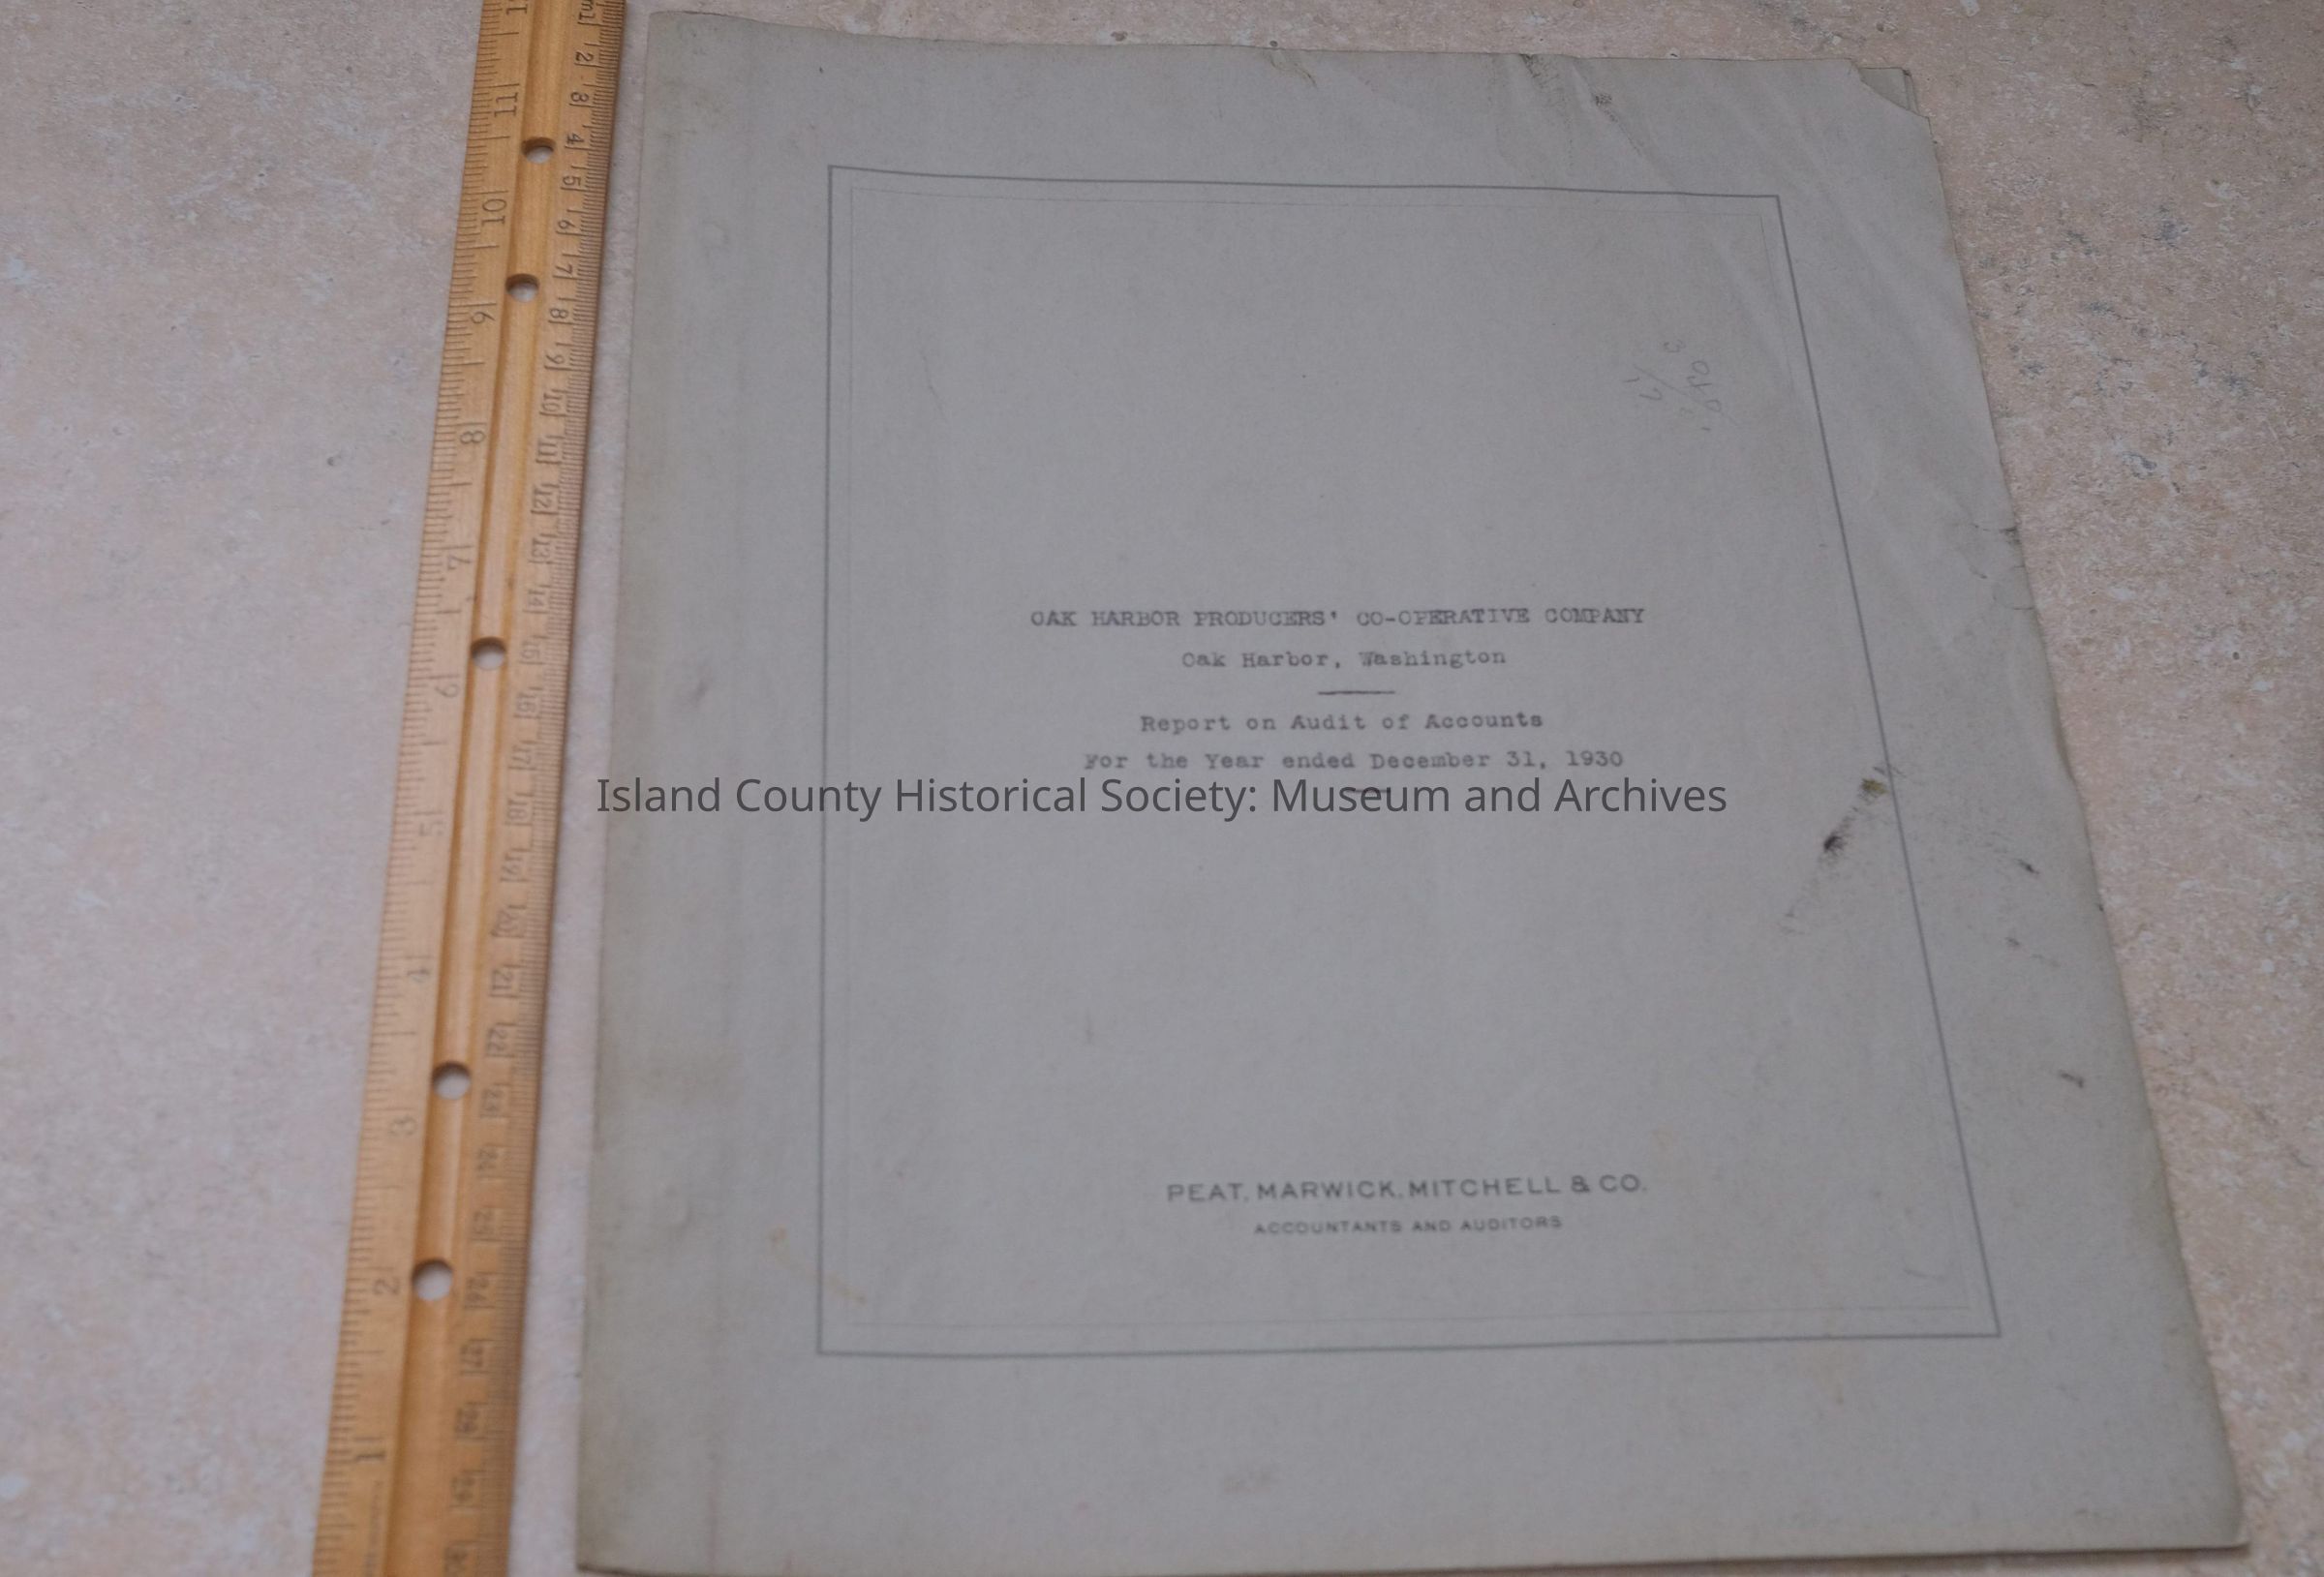 OAK HARBOR PRODUCERS' CO-OPERATIVE COMPANY
Oak Harbor, Washington
Report on Audit of Accounts
For the Year ended December 31, 1930
Island County Historical Society: Museum and Archives
PEAT, MARWICK, MITCHELL & CO.
ACCOUNTANTS AND AUDITORS